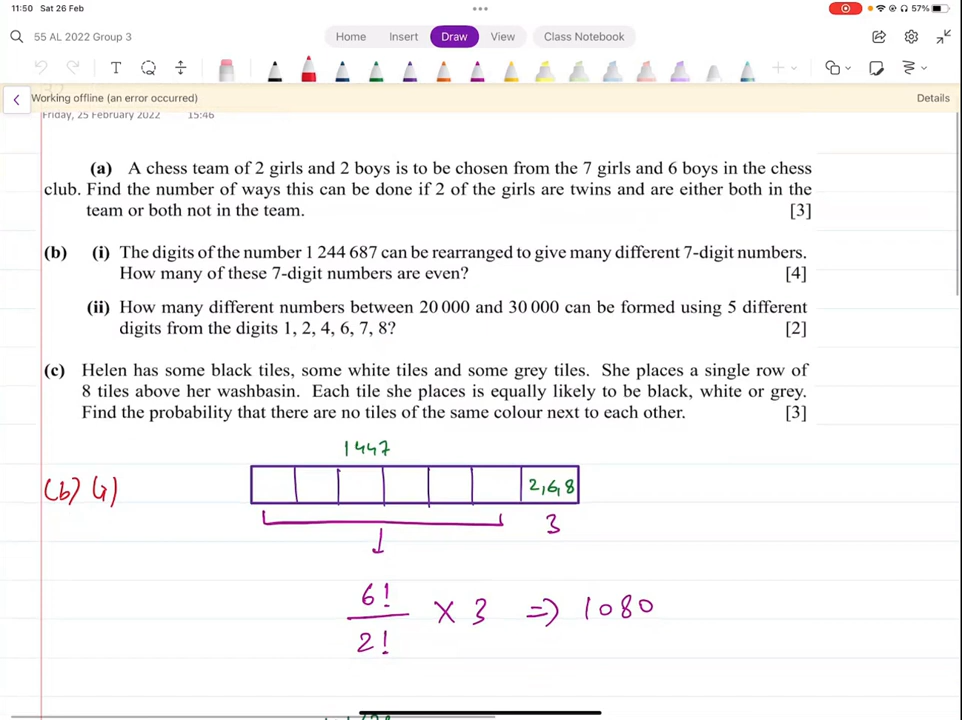 11:50 Sat 26 Feb
57%
55 AL 2022 Group 3
Home Insert Draw View Class Notebook
Working offline (an error occurred) Details
Friday, 25 February 2022 15:46
(a) A chess team of 2 girls and 2 boys is to be chosen from the 7 girls and 6 boys in the chess
club. Find the number of ways this can be done if 2 of the girls are twins and are either both in the
team or both not in the team. [3]
(b) (i) The digits of the number 1 244 687 can be rearranged to give many different 7-digit numbers.
How many of these 7-digit numbers are even? [4]
(ii) How many different numbers between 20 000 and 30 000 can be formed using 5 different
digits from the digits 1, 2, 4, 6, 7, 8? [2]
(c) Helen has some black tiles, some white tiles and some grey tiles. She places a single row of
8 tiles above her washbasin. Each tile she places is equally likely to be black, white or grey.
Find the probability that there are no tiles of the same colour next to each other. [3]
1447
(b) (i) 2,6,8
3
6!
× 3 => 1080
2!